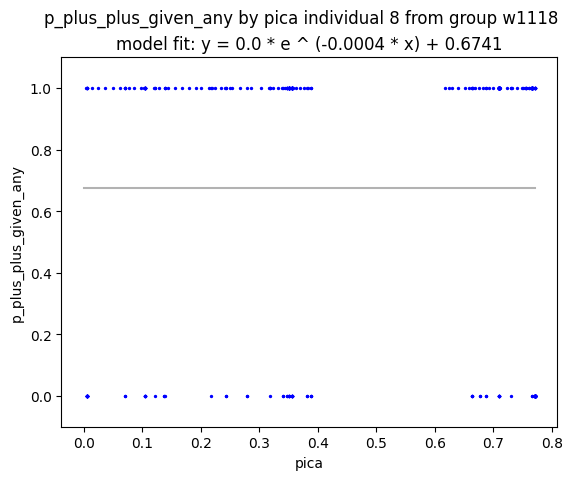 p_plus_plus_given_any by pica individual 8 from group w1118
model fit: y = 0.0 * e ^ (-0.0004 * x) + 0.6741
1.0
0.8
0.6
0.4
0.2
0.0
p_plus_plus_given_any
0.0 0.1 0.2 0.3 0.4 0.5 0.6 0.7 0.8
pica